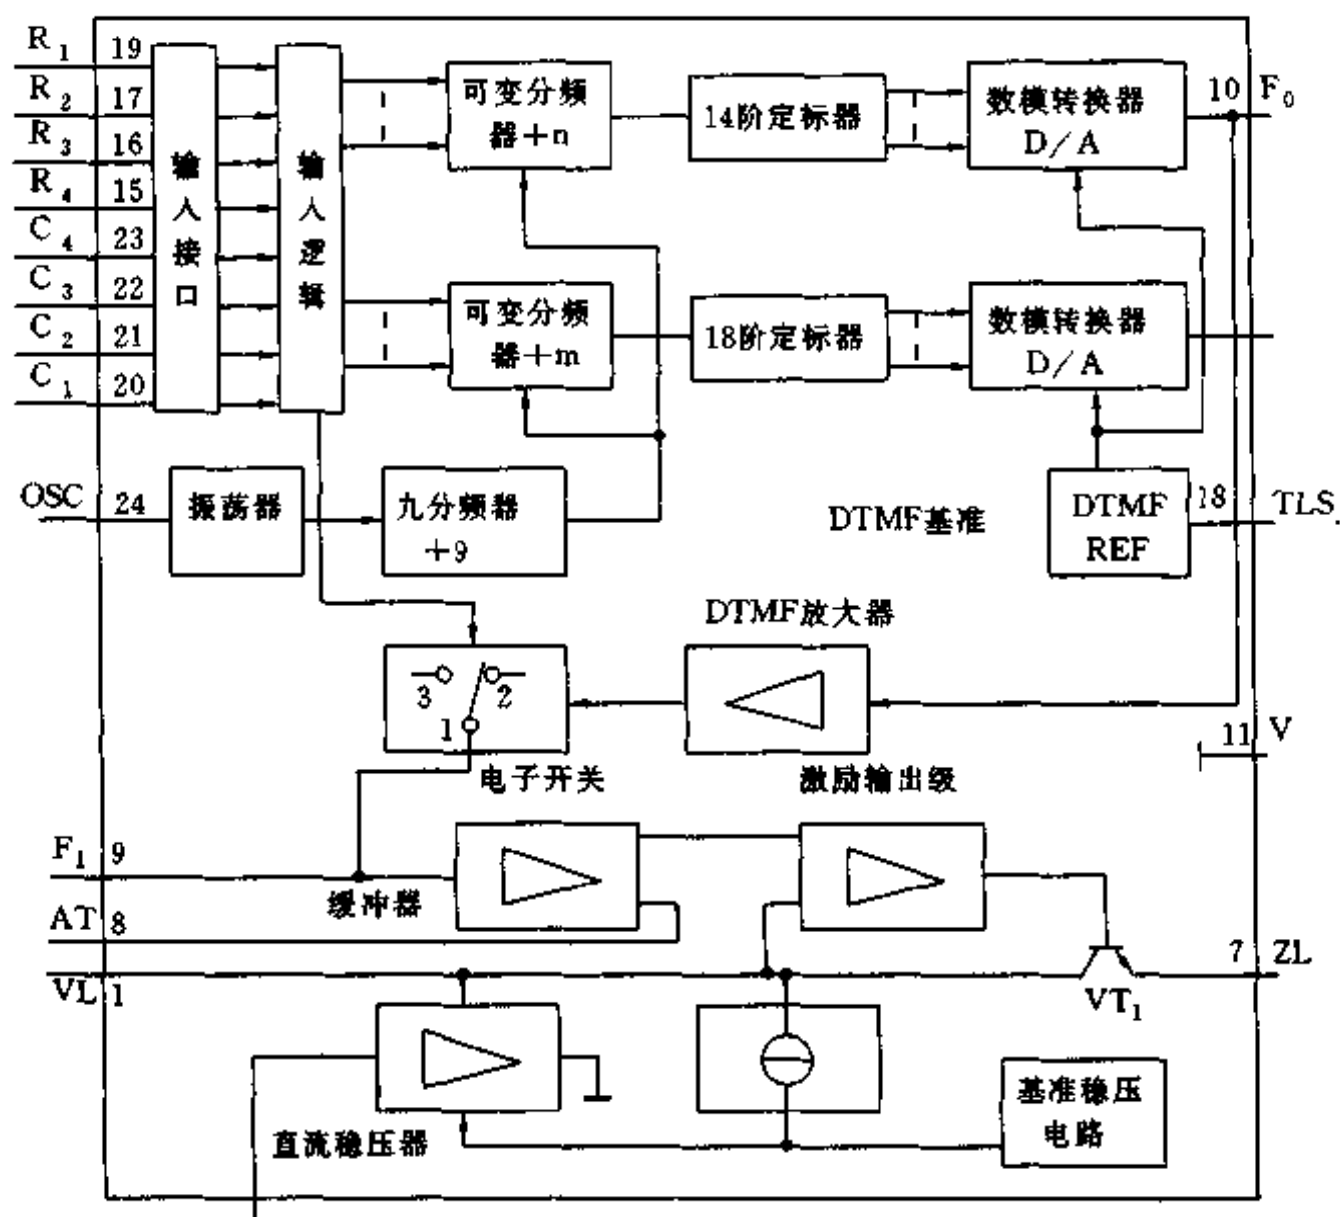 R₁ 19
R₂ 17
R₃ 16
R₄ 15
C₄ 23
C₃ 22
C₂ 21
C₁ 20
输入接口
输入逻辑
可变分频
器+n
14阶定标器
数模转换器
D/A
10 F₀
可变分频
器+m
18阶定标器
数模转换器
D/A
OSC 24
振荡器
九分频器
+9
DTMF基准
DTMF
REF
18 TLS
DTMF放大器
3 2
1
电子开关
激励输出级
11 V
F₁ 9
缓冲器
AT 8
VL 1
7 ZL
VT₁
直流稳压器
基准稳压
电路